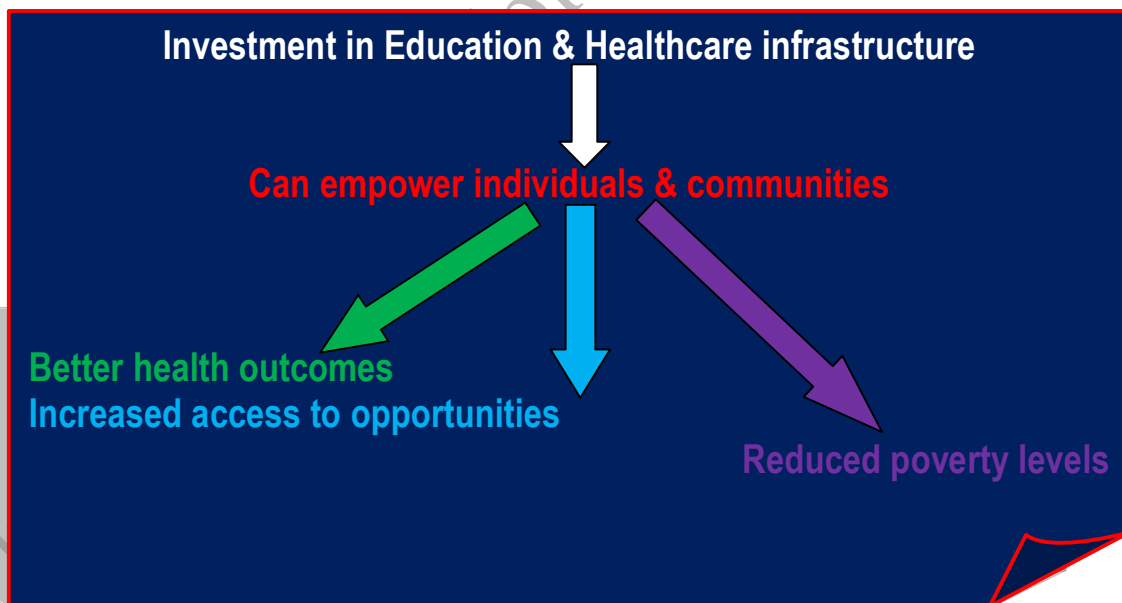 Investment in Education & Healthcare infrastructure
Can empower individuals & communities
Better health outcomes
Increased access to opportunities
Reduced poverty levels